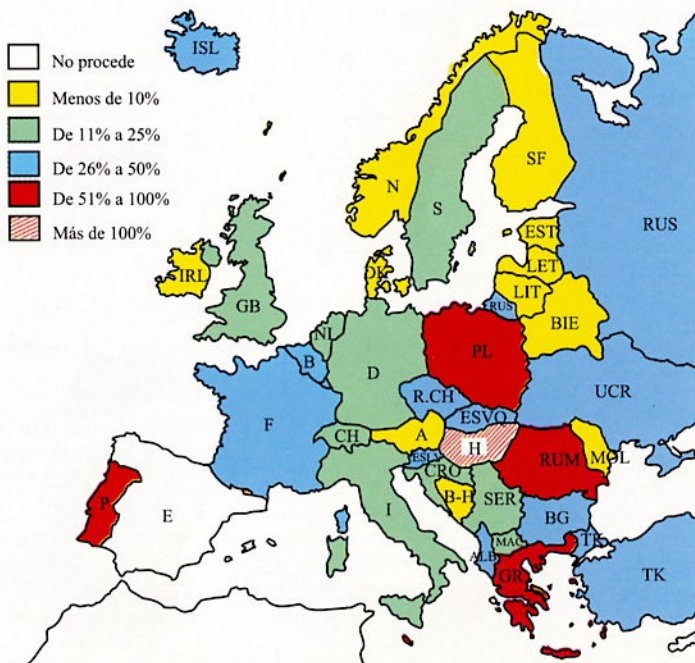 ISL
No procede
Menos de 10%
De 11% a 25%
De 26% a 50%
De 51% a 100%
Más de 100%
SF
N
S
RUS
EST
LET
LIT
RUS
BIE
IRL
DK
GB
NL
B
D
PL
R.CH
UCR
ESVQ
F
CH
A
H
ESLV
CRO
RUM
MOL
B-H
SER
I
P
E
BG
MAC
TK
ALB
GR
TK